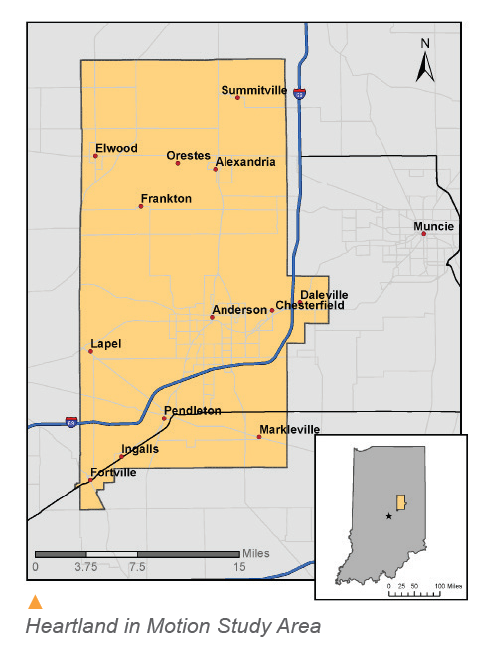 N
Summitville
Elwood
Orestes
Alexandria
Frankton
Muncie
Daleville
Chesterfield
Anderson
Lapel
Pendleton
Markleville
Ingalls
Fortville
Miles
0 3.75 7.5 15
0 25 50 100 Miles
Heartland in Motion Study Area